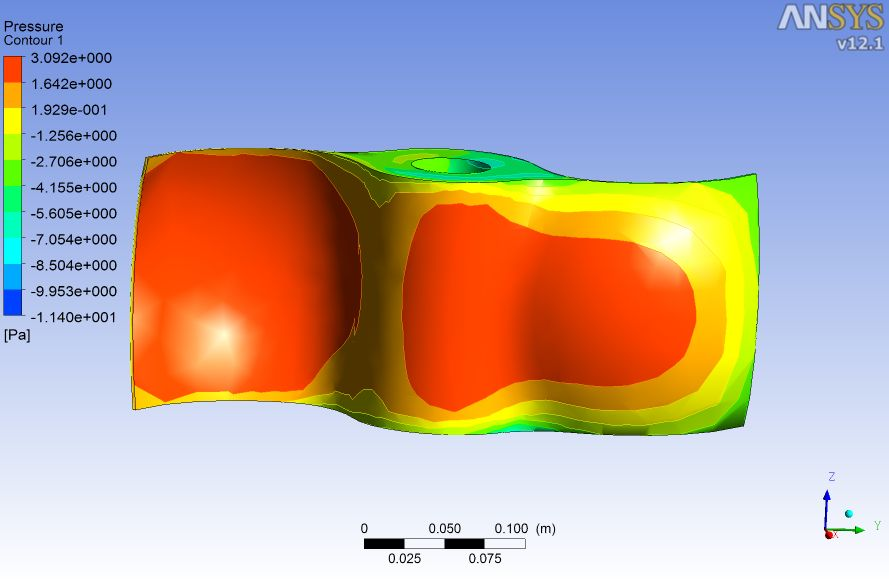 ANSYS
v12.1
Pressure
Contour 1
3.092e+000
1.642e+000
1.929e-001
-1.256e+000
-2.706e+000
-4.155e+000
-5.605e+000
-7.054e+000
-8.504e+000
-9.953e+000
-1.140e+001
[Pa]
0 0.050 0.100 (m)
0.025 0.075
Z
Y
X